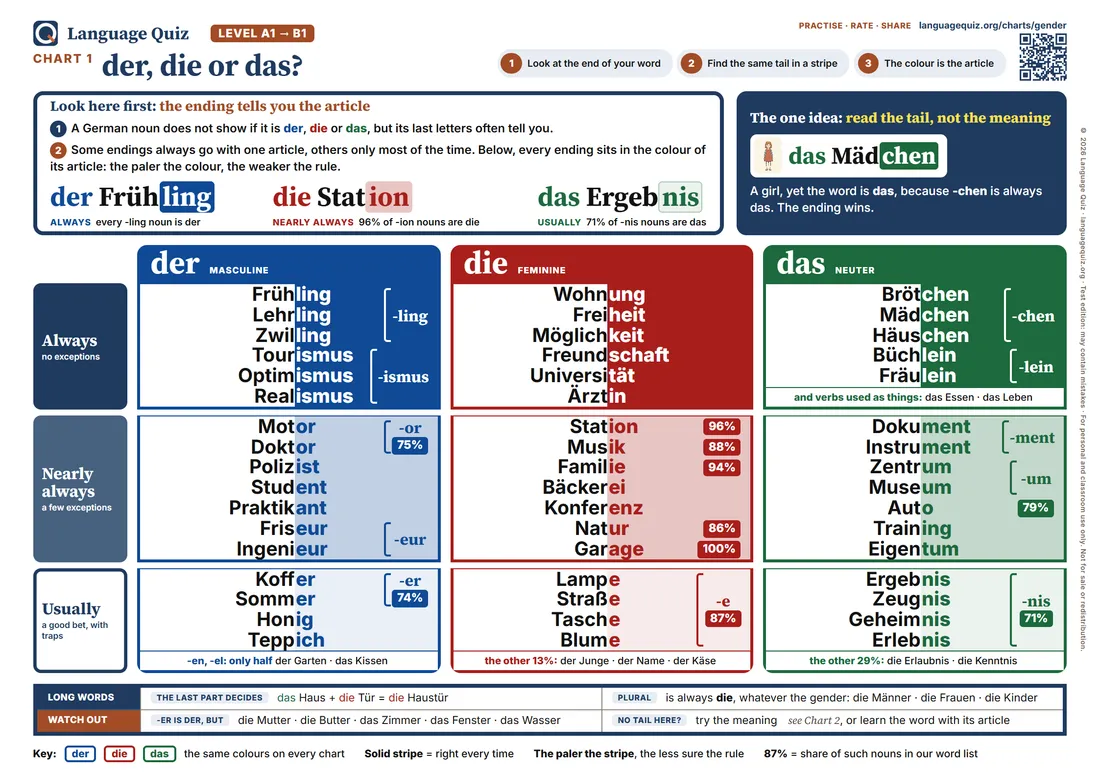 Language Quiz
LEVEL A1 → B1
PRACTISE · RATE · SHARE languagequiz.org/charts/gender
CHART 1 der, die or das?
1 Look at the end of your word
2 Find the same tail in a stripe
3 The colour is the article
Look here first: the ending tells you the article
1 A German noun does not show if it is der, die or das, but its last letters often tell you.
2 Some endings always go with one article, others only most of the time. Below, every ending sits in the colour of
its article: the paler the colour, the weaker the rule.
der Frühling
ALWAYS every -ling noun is der
die Station
NEARLY ALWAYS 96% of -ion nouns are die
das Ergebnis
USUALLY 71% of -nis nouns are das
The one idea: read the tail, not the meaning
das Mädchen
A girl, yet the word is das, because -chen is always
das. The ending wins.
der MASCULINE
die FEMININE
das NEUTER
Always
no exceptions
Frühling
Lehrling
Zwilling
-ling
Tourismus
Optimismus
Realismus
-ismus
Wohnung
Freiheit
Möglichkeit
Freundschaft
Universität
Ärztin
Brötchen
Mädchen
Häuschen
-chen
Büchlein
Fräulein
-lein
and verbs used as things: das Essen · das Leben
Nearly
always
a few exceptions
Motor
Doktor
-or
75%
Polizist
Student
Praktikant
Friseur
Ingenieur
-eur
Station 96%
Musik 88%
Familie 94%
Bäckerei
Konferenz
Natur 86%
Garage 100%
Dokument
Instrument
-ment
Zentrum
Museum
-um
Auto 79%
Training
Eigentum
Usually
a good bet, with
traps
Koffer
Sommer
-er
74%
Honig
Teppich
-en, -el: only half der Garten · das Kissen
Lampe
Straße
Tasche
Blume
-e
87%
the other 13%: der Junge · der Name · der Käse
Ergebnis
Zeugnis
Geheimnis
Erlebnis
-nis
71%
the other 29%: die Erlaubnis · die Kenntnis
LONG WORDS
THE LAST PART DECIDES das Haus + die Tür = die Haustür
PLURAL is always die, whatever the gender: die Männer · die Frauen · die Kinder
WATCH OUT
-ER IS DER, BUT die Mutter · die Butter · das Zimmer · das Fenster · das Wasser
NO TAIL HERE? try the meaning see Chart 2, or learn the word with its article
Key: der die das the same colours on every chart Solid stripe = right every time The paler the stripe, the less sure the rule 87% = share of such nouns in our word list
© 2026 Language Quiz · languagequiz.org · Test edition: may contain mistakes · For personal and classroom use only. Not for sale or redistribution.